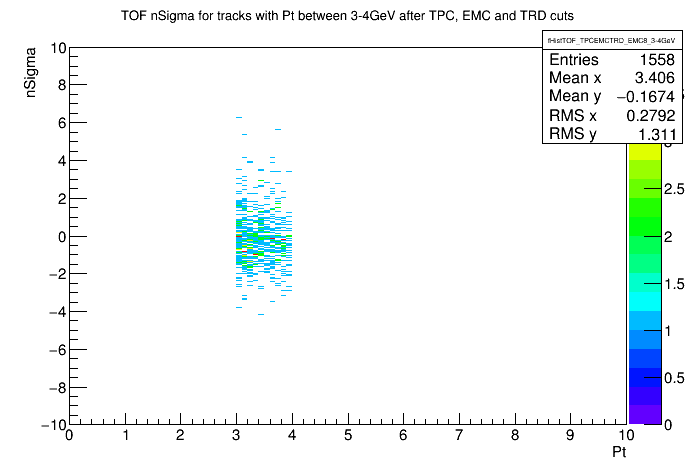 TOF nSigma for tracks with Pt between 3-4GeV after TPC, EMC and TRD cuts
fHistTOF_TPCEMCTRD_EMC8_3-4GeV
Entries 1558
Mean x 3.406
Mean y −0.1674
RMS x 0.2792
RMS y 1.311
nSigma
10
8
6
4
2
0
−2
−4
−6
−8
−10
0 1 2 3 4 5 6 7 8 9 10
Pt
2.5
2
1.5
1
0.5
0